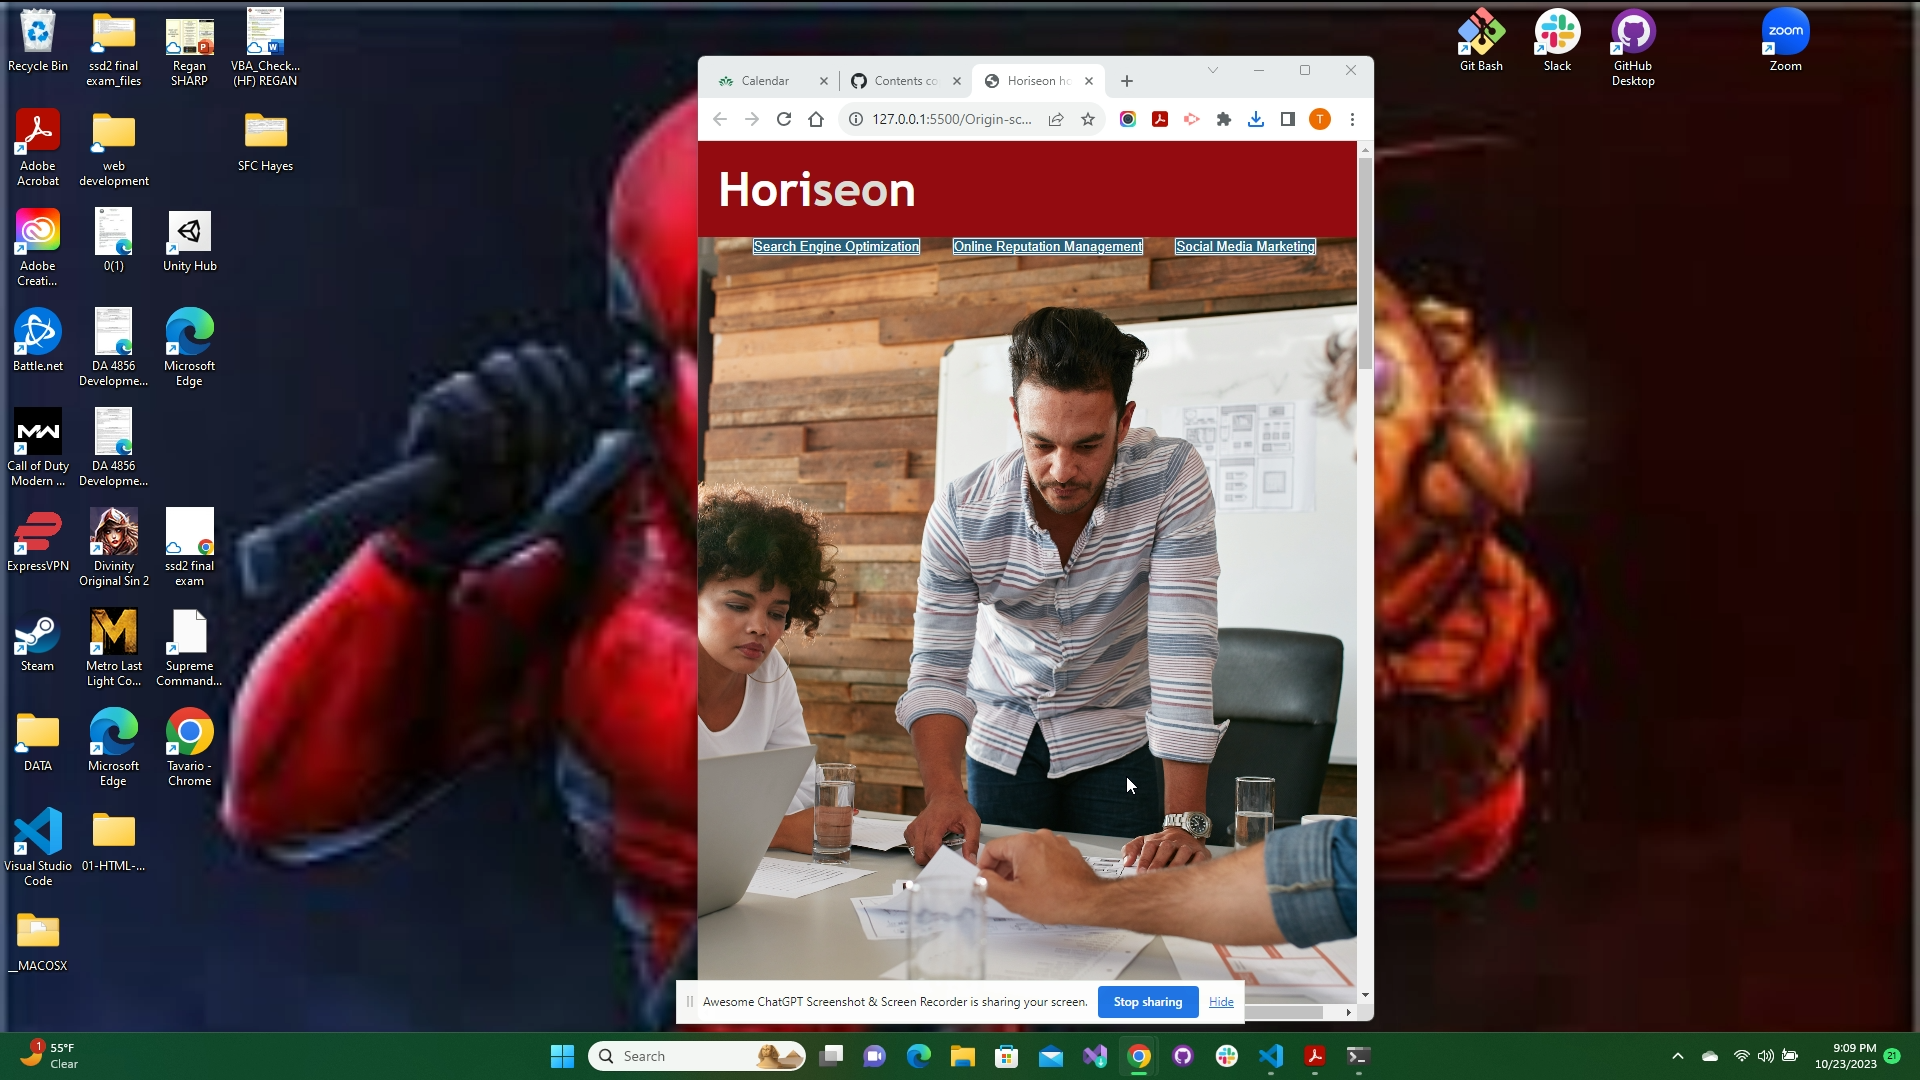 Recycle Bin
ssd2 final
exam_files
Regan
SHARP
VBA_Check...
(HF) REGAN
Adobe
Acrobat
web
development
SFC Hayes
Adobe
Creati...
0(1)
Unity Hub
Battle.net
DA 4856
Developme...
Microsoft
Edge
Call of Duty
Modern ...
DA 4856
Developme...
ExpressVPN
Divinity
Original Sin 2
ssd2 final
exam
Steam
Metro Last
Light Co...
Supreme
Command...
DATA
Microsoft
Edge
Tavario -
Chrome
Visual Studio
Code
01-HTML-...
__MACOSX
Git Bash
Slack
GitHub
Desktop
zoom
Zoom
Calendar
Contents co
Horiseon ho
127.0.0.1:5500/Origin-sc...
T
Horiseon
Search Engine Optimization
Online Reputation Management
Social Media Marketing
Awesome ChatGPT Screenshot & Screen Recorder is sharing your screen.
Stop sharing
Hide
1
55°F
Clear
Search
9:09 PM
10/23/2023
21